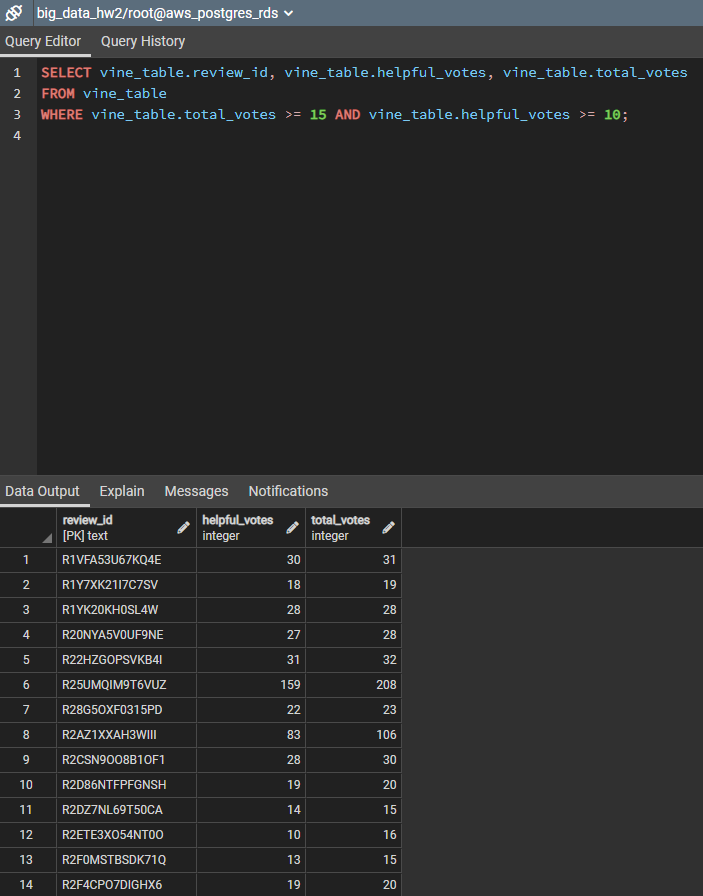 big_data_hw2/root@aws_postgres_rds
Query Editor Query History
1 SELECT vine_table.review_id, vine_table.helpful_votes, vine_table.total_votes
2 FROM vine_table
3 WHERE vine_table.total_votes >= 15 AND vine_table.helpful_votes >= 10;
4
Data Output Explain Messages Notifications
review_id helpful_votes total_votes
[PK] text integer integer
1 R1VFA53U67KQ4E 30 31
2 R1Y7XK21I7C7SV 18 19
3 R1YK20KH0SL4W 28 28
4 R20NYA5V0UF9NE 27 28
5 R22HZGOPSVKB4I 31 32
6 R25UMQIM9T6VUZ 159 208
7 R28G5OXF0315PD 22 23
8 R2AZ1XXAH3WIII 83 106
9 R2CSN9OO8B1OF1 28 30
10 R2D86NTFPFGNSH 19 20
11 R2DZ7NL69T50CA 14 15
12 R2ETE3XO54NT0O 10 16
13 R2F0MSTBSDK71Q 13 15
14 R2F4CPO7DIGHX6 19 20